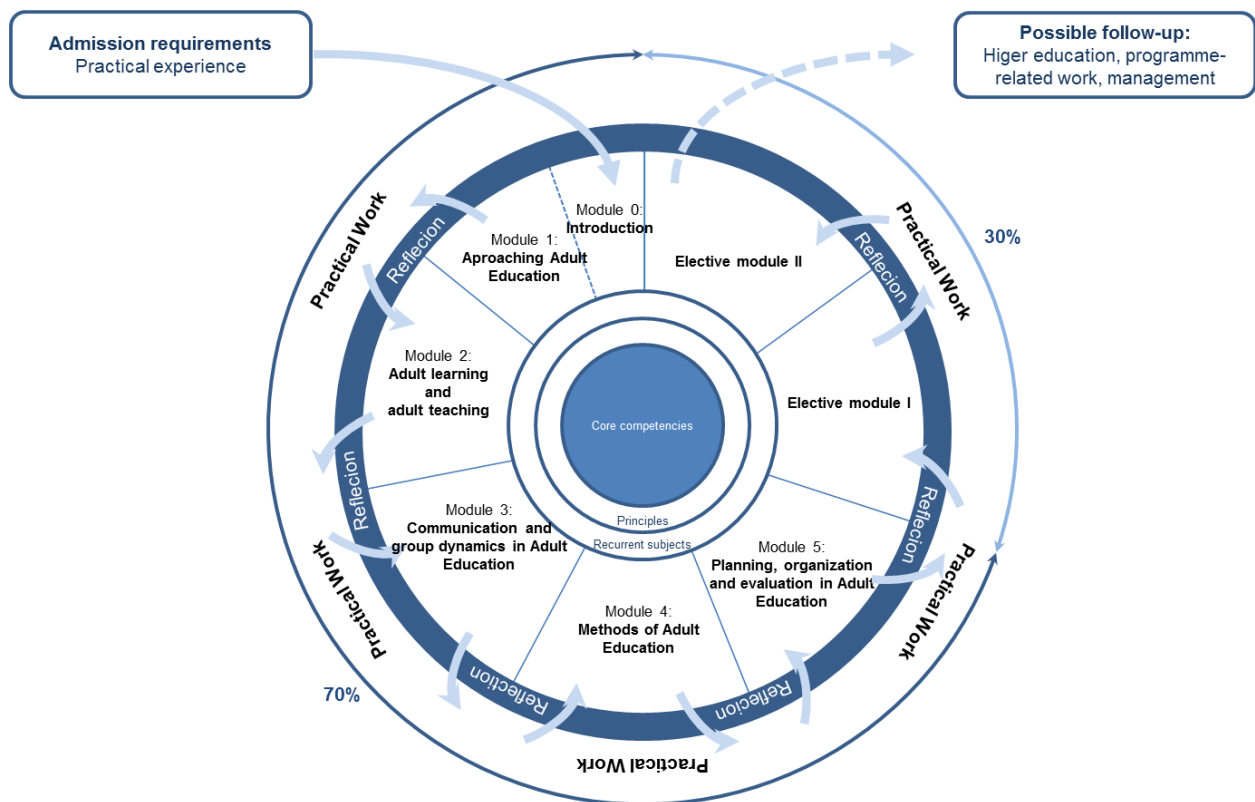 Admission requirements
Practical experience
Possible follow-up:
Higer education, programme-
related work, management
Practical Work
Reflecion
Module 0:
Introduction
Module 1:
Aproaching Adult
Education
Elective module II
Reflecion
Practical Work
30%
Module 2:
Adult learning
and
adult teaching
Elective module I
Core competencies
Principles
Recurrent subjects
Reflecion
Module 3:
Communication and
group dynamics in Adult
Education
Module 5:
Planning, organization
and evaluation in Adult
Education
Reflecion
Practical Work
Module 4:
Methods of Adult
Education
Practical Work
70%
Reflection
Reflecion
Practical Work